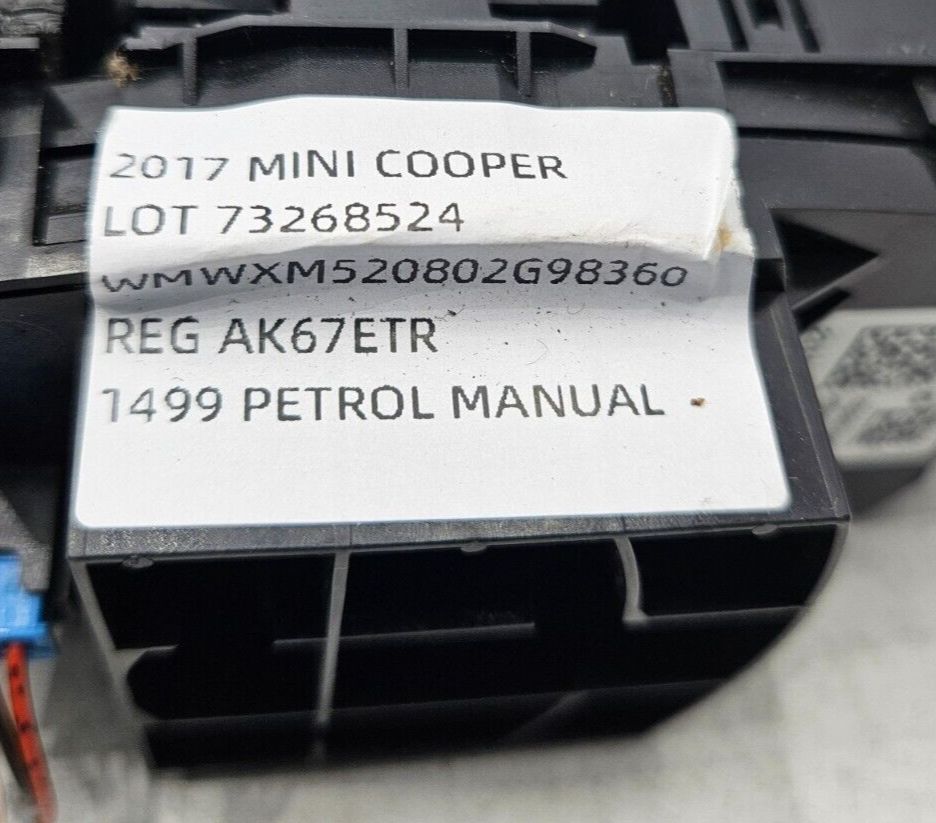 2017 MINI COOPER
LOT 73268524
WMWXM520802G98360
REG AK67ETR
1499 PETROL MANUAL